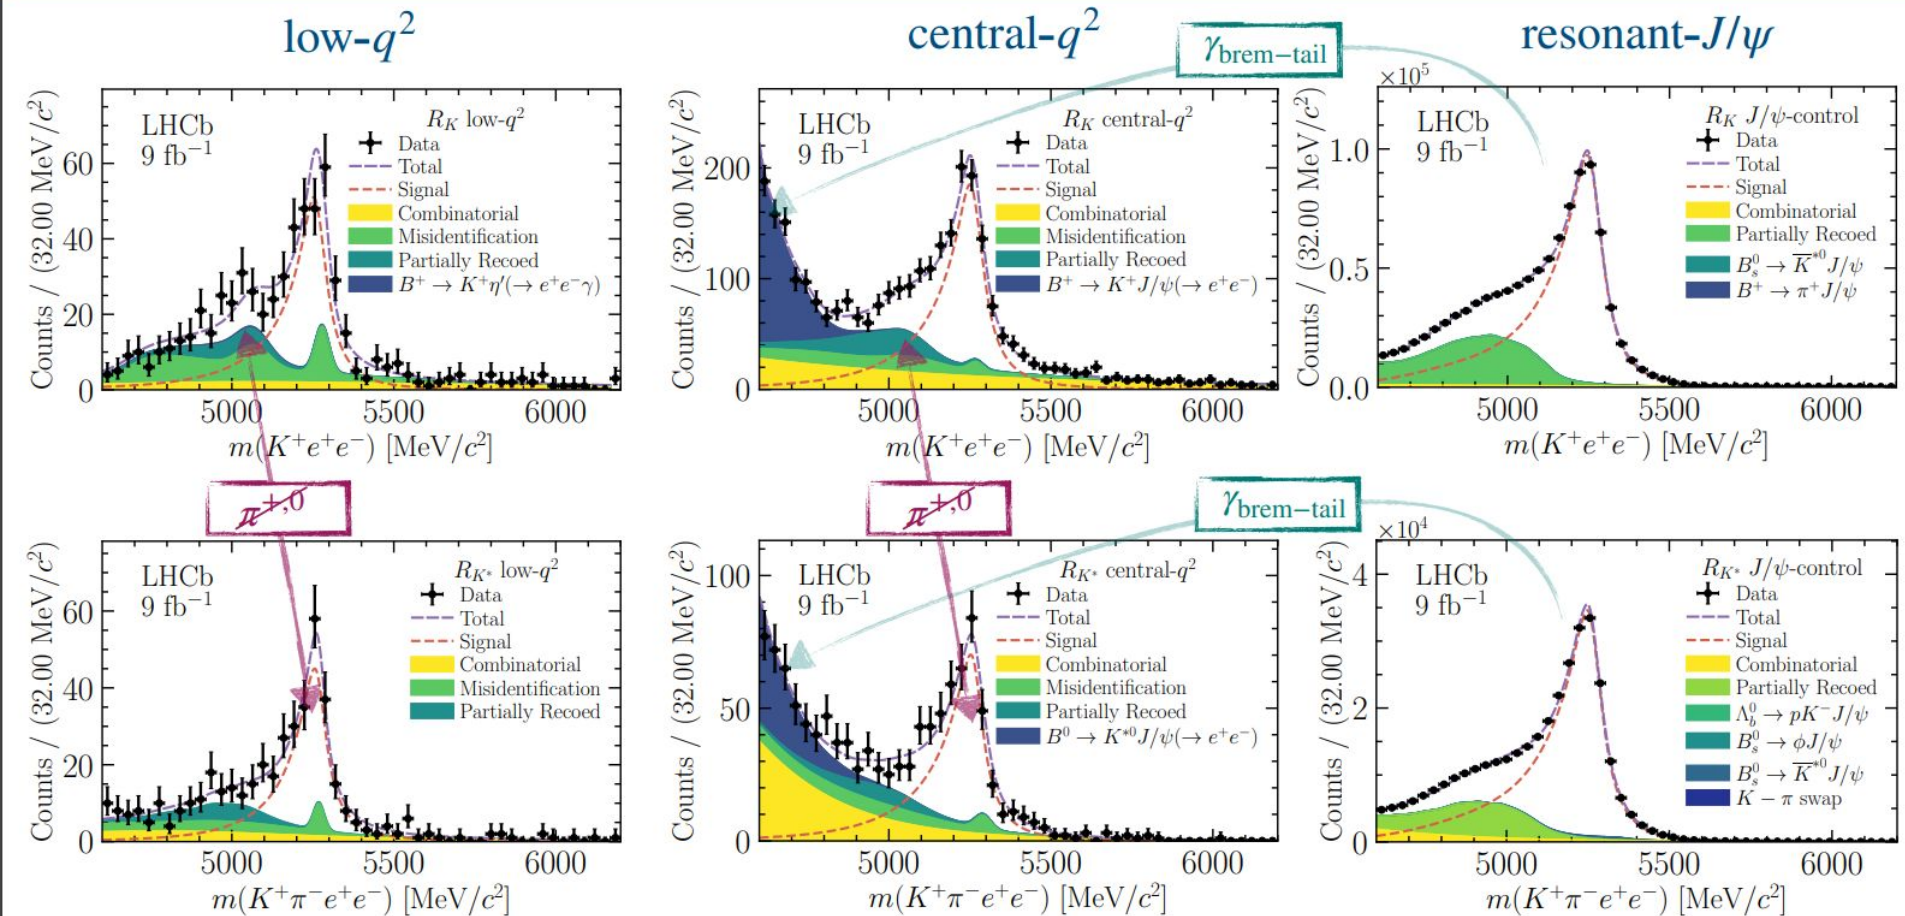 low-q²
central-q²
resonant-J/ψ
γbrem−tail
Counts / (32.00 MeV/c²)
60
40
20
0
LHCb
9 fb⁻¹
R_K low-q²
Data
Total
Signal
Combinatorial
Misidentification
Partially Recoed
B⁺ → K⁺η′(→ e⁺e⁻γ)
5000
5500
6000
m(K⁺e⁺e⁻) [MeV/c²]
Counts / (32.00 MeV/c²)
200
100
0
LHCb
9 fb⁻¹
R_K central-q²
Data
Total
Signal
Combinatorial
Misidentification
Partially Recoed
B⁺ → K⁺J/ψ(→ e⁺e⁻)
5000
5500
6000
m(K⁺e⁺e⁻) [MeV/c²]
×10⁵
Counts / (32.00 MeV/c²)
1.0
0.5
0.0
LHCb
9 fb⁻¹
R_K J/ψ-control
Data
Total
Signal
Combinatorial
Partially Recoed
B_s⁰ → K̅*⁰J/ψ
B⁺ → π⁺J/ψ
5000
5500
6000
m(K⁺e⁺e⁻) [MeV/c²]
π⁺,⁰
π⁺,⁰
γbrem−tail
Counts / (32.00 MeV/c²)
60
40
20
0
LHCb
9 fb⁻¹
R_K* low-q²
Data
Total
Signal
Combinatorial
Misidentification
Partially Recoed
5000
5500
6000
m(K⁺π⁻e⁺e⁻) [MeV/c²]
Counts / (32.00 MeV/c²)
100
50
0
LHCb
9 fb⁻¹
R_K* central-q²
Data
Total
Signal
Combinatorial
Misidentification
Partially Recoed
B⁰ → K*⁰J/ψ(→ e⁺e⁻)
5000
5500
6000
m(K⁺π⁻e⁺e⁻) [MeV/c²]
×10⁴
Counts / (32.00 MeV/c²)
4
2
0
LHCb
9 fb⁻¹
R_K* J/ψ-control
Data
Total
Signal
Combinatorial
Partially Recoed
Λ_b⁰ → pK⁻J/ψ
B_s⁰ → ϕJ/ψ
B_s⁰ → K̅*⁰J/ψ
K − π swap
5000
5500
6000
m(K⁺π⁻e⁺e⁻) [MeV/c²]